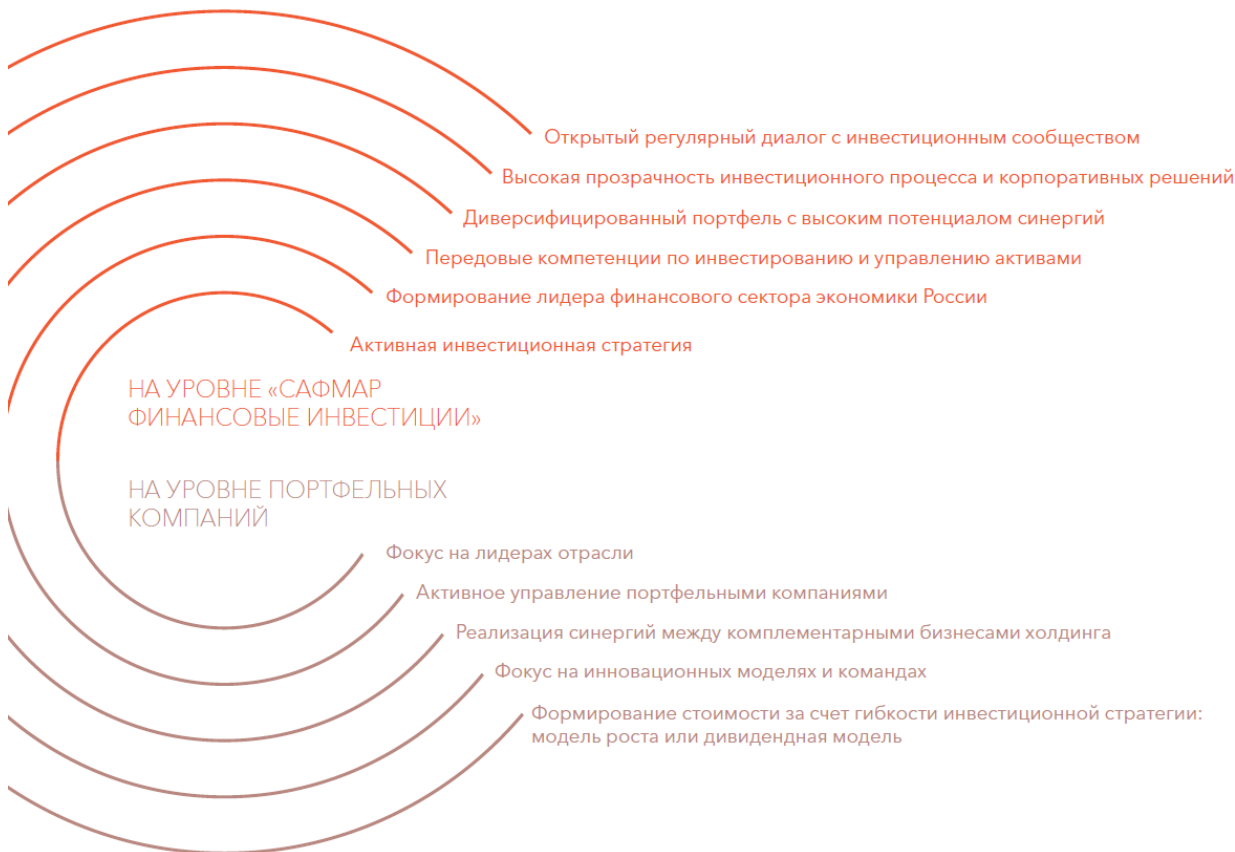 Открытый регулярный диалог с инвестиционным сообществом
Высокая прозрачность инвестиционного процесса и корпоративных решений
Диверсифицированный портфель с высоким потенциалом синергий
Передовые компетенции по инвестированию и управлению активами
Формирование лидера финансового сектора экономики России
Активная инвестиционная стратегия
НА УРОВНЕ «САФМАР
ФИНАНСОВЫЕ ИНВЕСТИЦИИ»
НА УРОВНЕ ПОРТФЕЛЬНЫХ
КОМПАНИЙ
Фокус на лидерах отрасли
Активное управление портфельными компаниями
Реализация синергий между комплементарными бизнесами холдинга
Фокус на инновационных моделях и командах
Формирование стоимости за счет гибкости инвестиционной стратегии:
модель роста или дивидендная модель